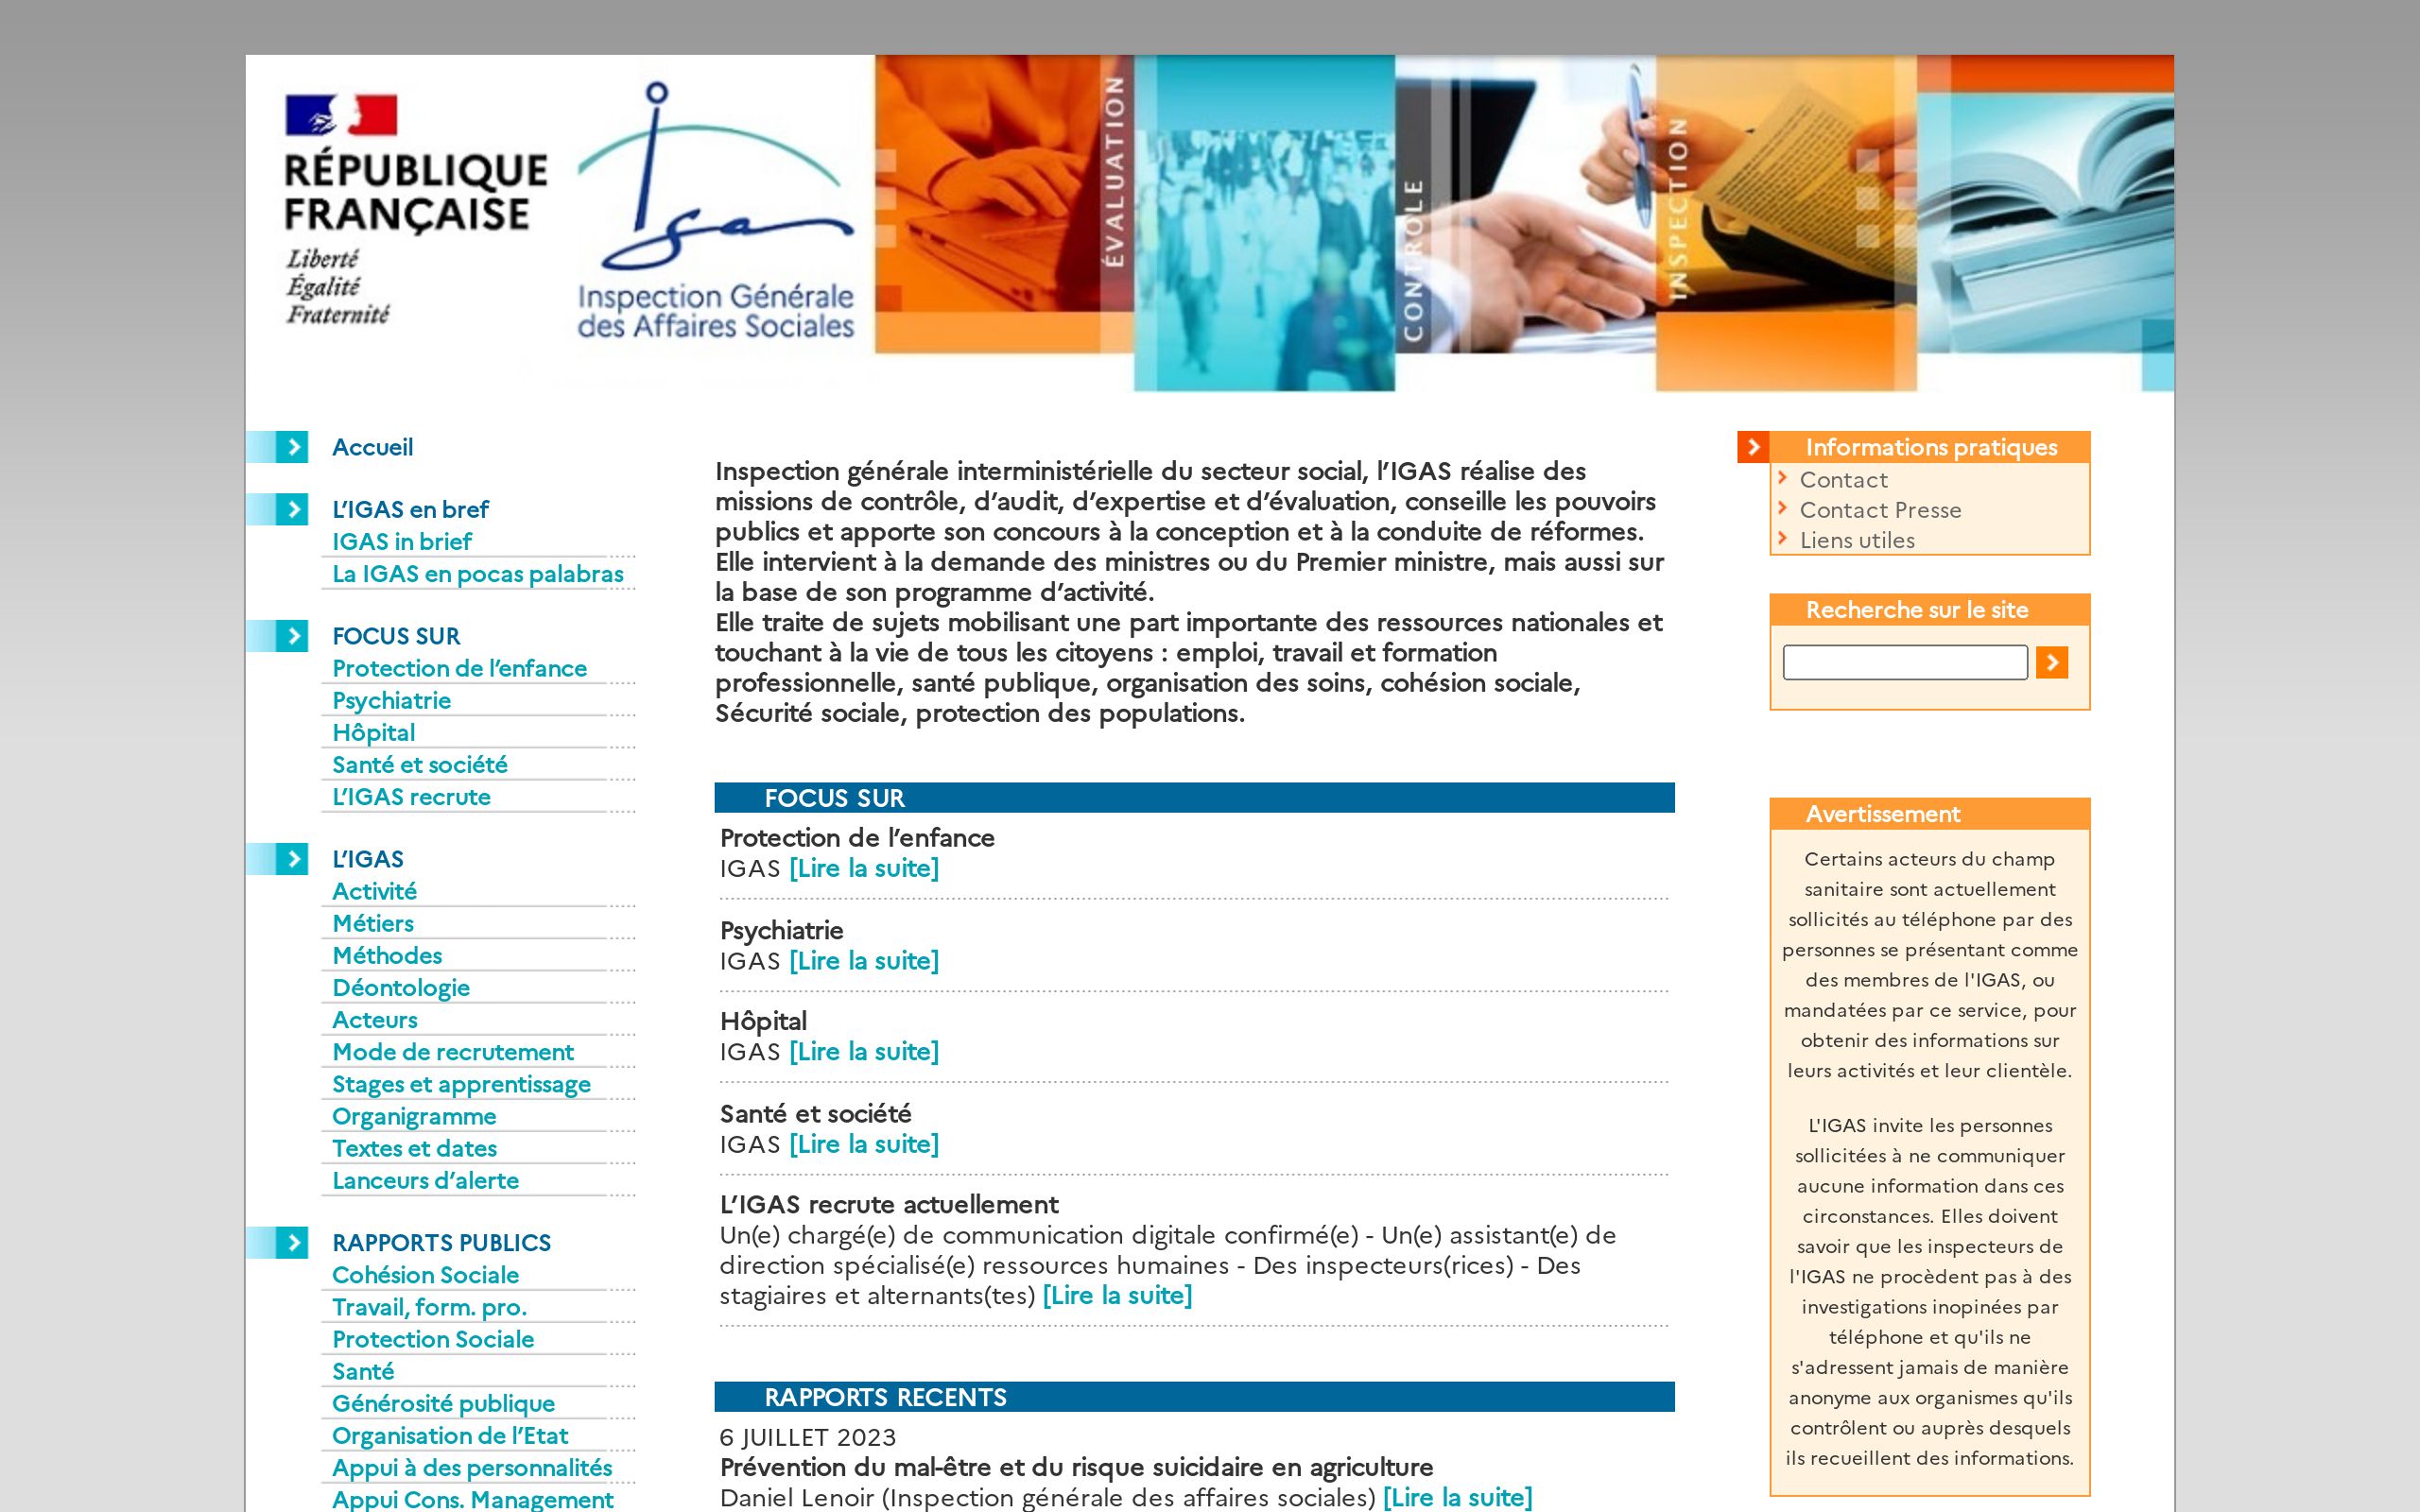 RÉPUBLIQUE
FRANÇAISE
Liberté
Égalité
Fraternité
Igas
Inspection Générale
des Affaires Sociales
ÉVALUATION
CONTRÔLE
INSPECTION
Accueil
L’IGAS en bref
IGAS in brief
La IGAS en pocas palabras
FOCUS SUR
Protection de l’enfance
Psychiatrie
Hôpital
Santé et société
L’IGAS recrute
L’IGAS
Activité
Métiers
Méthodes
Déontologie
Acteurs
Mode de recrutement
Stages et apprentissage
Organigramme
Textes et dates
Lanceurs d’alerte
RAPPORTS PUBLICS
Cohésion Sociale
Travail, form. pro.
Protection Sociale
Santé
Générosité publique
Organisation de l’Etat
Appui à des personnalités
Appui Cons. Management
Inspection générale interministérielle du secteur social, l’IGAS réalise des
missions de contrôle, d’audit, d’expertise et d’évaluation, conseille les pouvoirs
publics et apporte son concours à la conception et à la conduite de réformes.
Elle intervient à la demande des ministres ou du Premier ministre, mais aussi sur
la base de son programme d’activité.
Elle traite de sujets mobilisant une part importante des ressources nationales et
touchant à la vie de tous les citoyens : emploi, travail et formation
professionnelle, santé publique, organisation des soins, cohésion sociale,
Sécurité sociale, protection des populations.
FOCUS SUR
Protection de l’enfance
IGAS [Lire la suite]
Psychiatrie
IGAS [Lire la suite]
Hôpital
IGAS [Lire la suite]
Santé et société
IGAS [Lire la suite]
L’IGAS recrute actuellement
Un(e) chargé(e) de communication digitale confirmé(e) - Un(e) assistant(e) de
direction spécialisé(e) ressources humaines - Des inspecteurs(rices) - Des
stagiaires et alternants(tes) [Lire la suite]
RAPPORTS RECENTS
6 JUILLET 2023
Prévention du mal-être et du risque suicidaire en agriculture
Daniel Lenoir (Inspection générale des affaires sociales) [Lire la suite]
Informations pratiques
Contact
Contact Presse
Liens utiles
Recherche sur le site
Avertissement
Certains acteurs du champ
sanitaire sont actuellement
sollicités au téléphone par des
personnes se présentant comme
des membres de l'IGAS, ou
mandatées par ce service, pour
obtenir des informations sur
leurs activités et leur clientèle.
L'IGAS invite les personnes
sollicitées à ne communiquer
aucune information dans ces
circonstances. Elles doivent
savoir que les inspecteurs de
l'IGAS ne procèdent pas à des
investigations inopinées par
téléphone et qu'ils ne
s'adressent jamais de manière
anonyme aux organismes qu'ils
contrôlent ou auprès desquels
ils recueillent des informations.